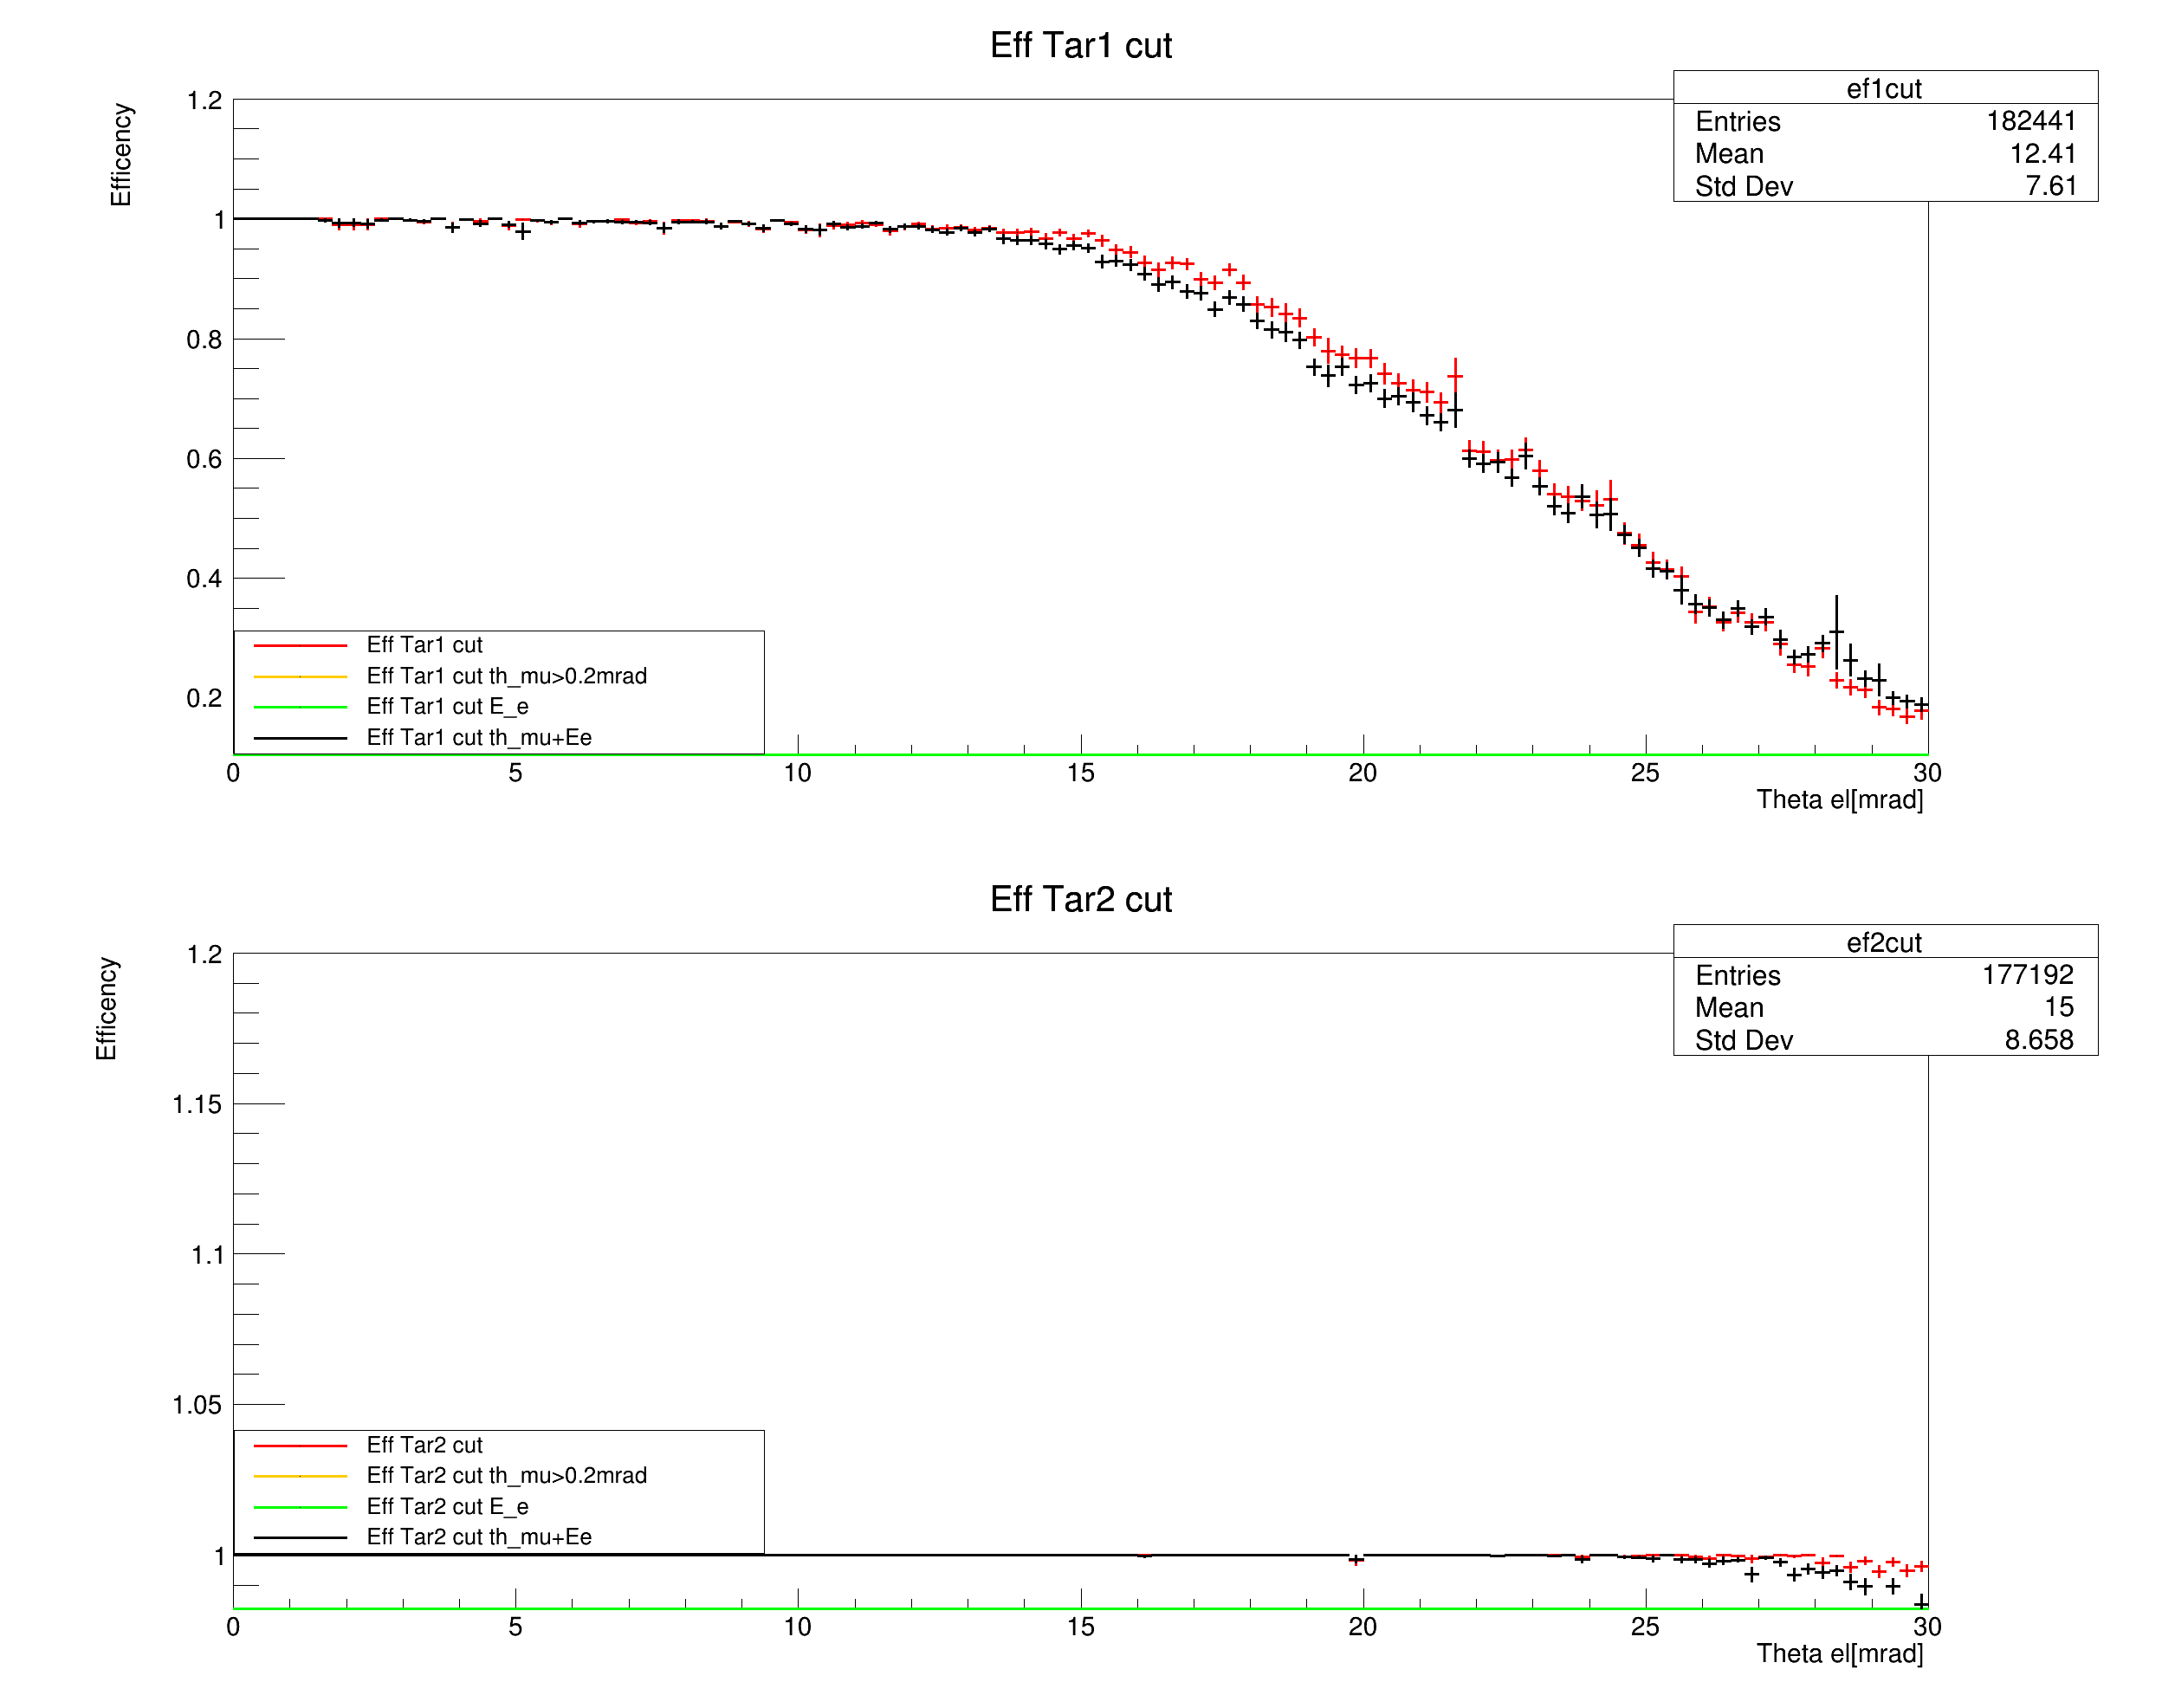 Eff Tar1 cut
ef1cut
Entries 182441
Mean 12.41
Std Dev 7.61
Efficency
1.2
1
0.8
0.6
0.4
0.2
Eff Tar1 cut
Eff Tar1 cut th_mu>0.2mrad
Eff Tar1 cut E_e
Eff Tar1 cut th_mu+Ee
0 5 10 15 20 25 30
Theta el[mrad]
Eff Tar2 cut
ef2cut
Entries 177192
Mean 15
Std Dev 8.658
Efficency
1.2
1.15
1.1
1.05
1
Eff Tar2 cut
Eff Tar2 cut th_mu>0.2mrad
Eff Tar2 cut E_e
Eff Tar2 cut th_mu+Ee
0 5 10 15 20 25 30
Theta el[mrad]